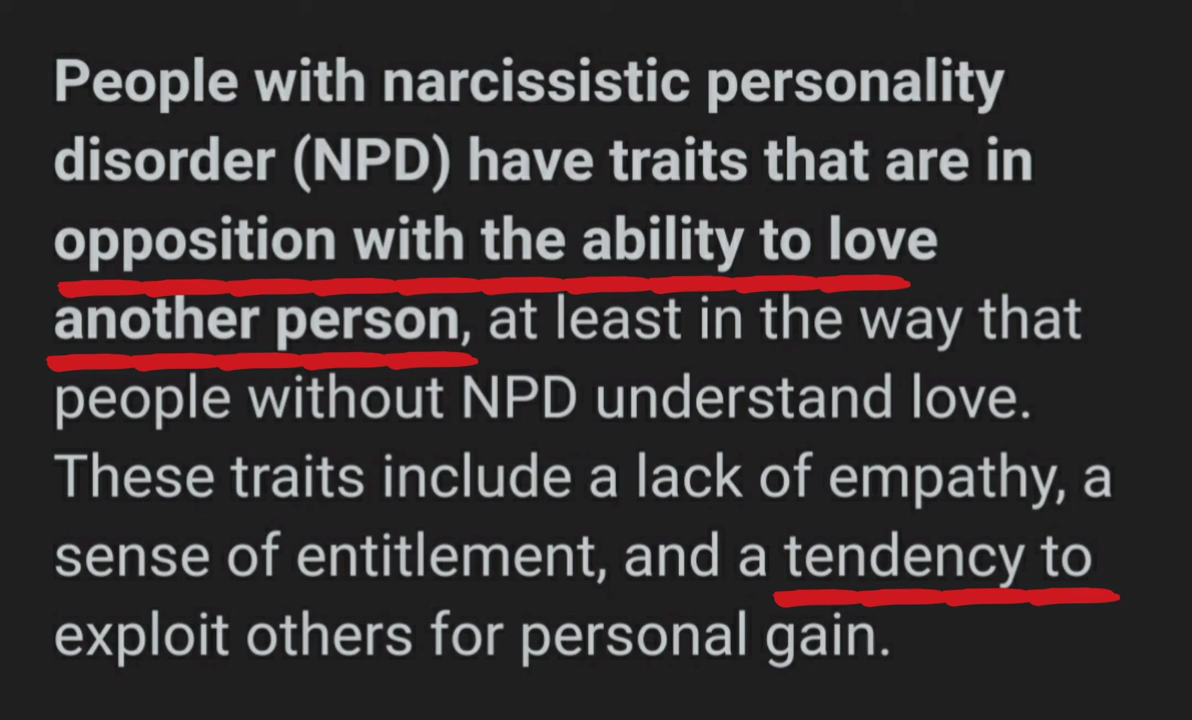 People with narcissistic personality
disorder (NPD) have traits that are in
opposition with the ability to love
another person, at least in the way that
people without NPD understand love.
These traits include a lack of empathy, a
sense of entitlement, and a tendency to
exploit others for personal gain.